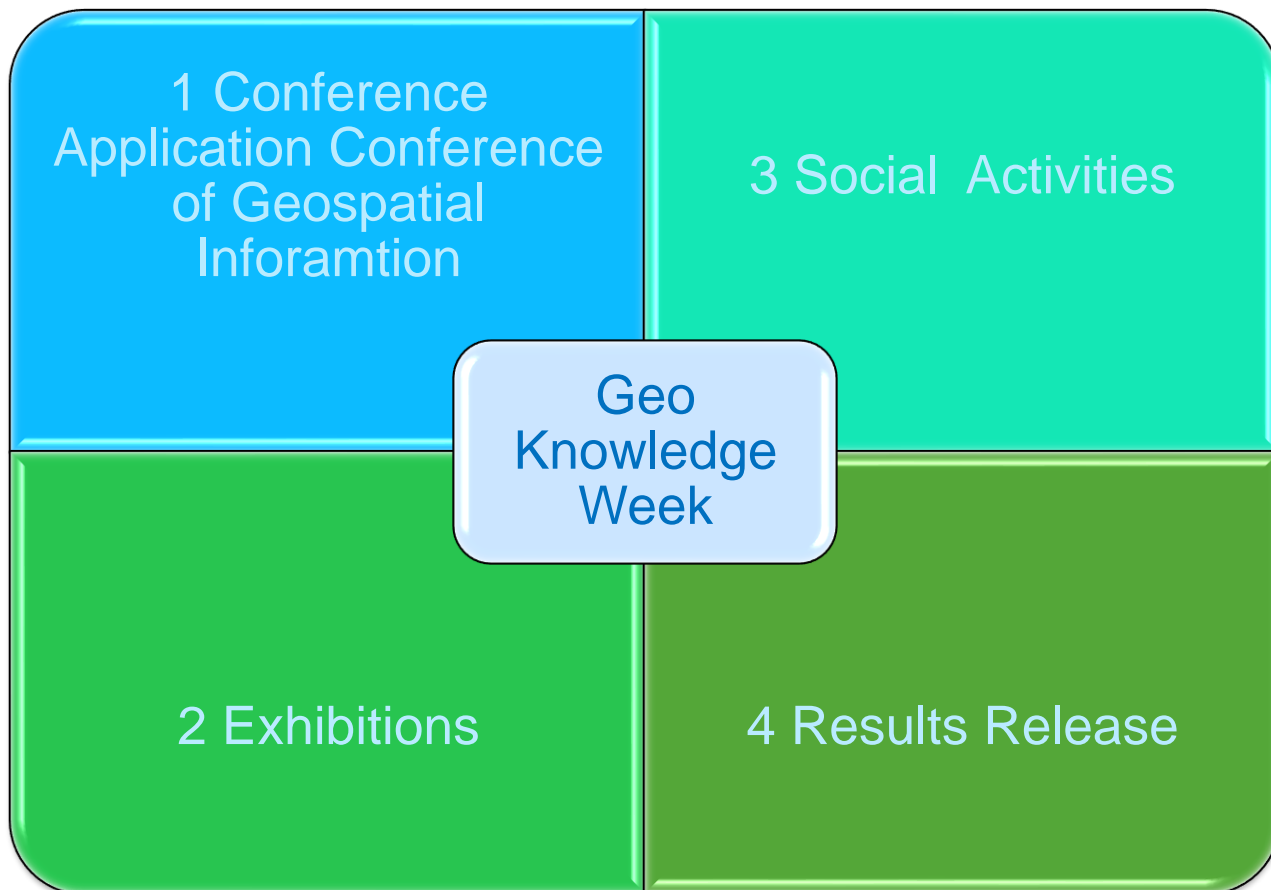 1 Conference
Application Conference
of Geospatial
Inforamtion
3 Social  Activities
Geo
Knowledge
Week
2 Exhibitions
4 Results Release